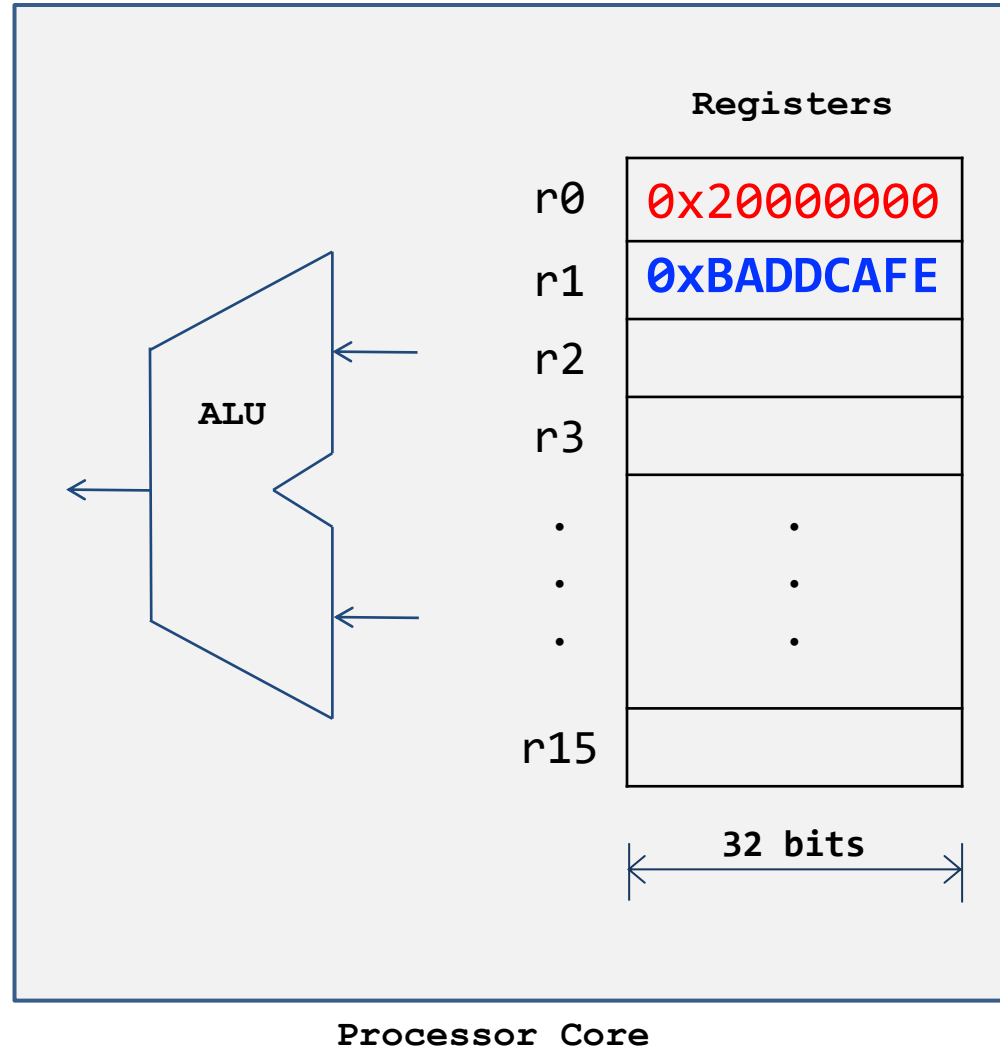 Registers
r0 0x20000000
r1 0xBADDCAFE
r2
r3
ALU
.
.
.
.
.
.
r15
32 bits
Processor Core